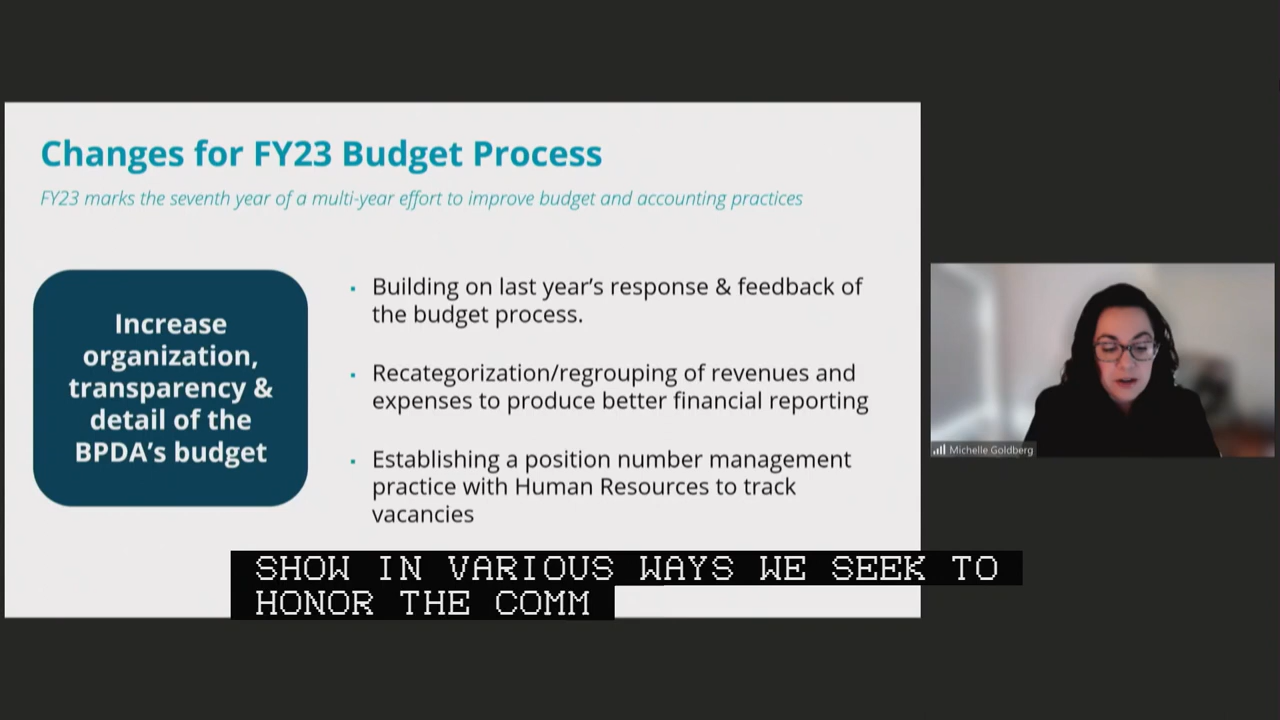 Changes for FY23 Budget Process
FY23 marks the seventh year of a multi-year effort to improve budget and accounting practices
Increase
organization,
transparency &
detail of the
BPDA's budget
▪ Building on last year's response & feedback of
the budget process.
▪ Recategorization/regrouping of revenues and
expenses to produce better financial reporting
▪ Establishing a position number management
practice with Human Resources to track
vacancies
Michelle Goldberg
SHOW IN VARIOUS WAYS WE SEEK TO
HONOR THE COMM